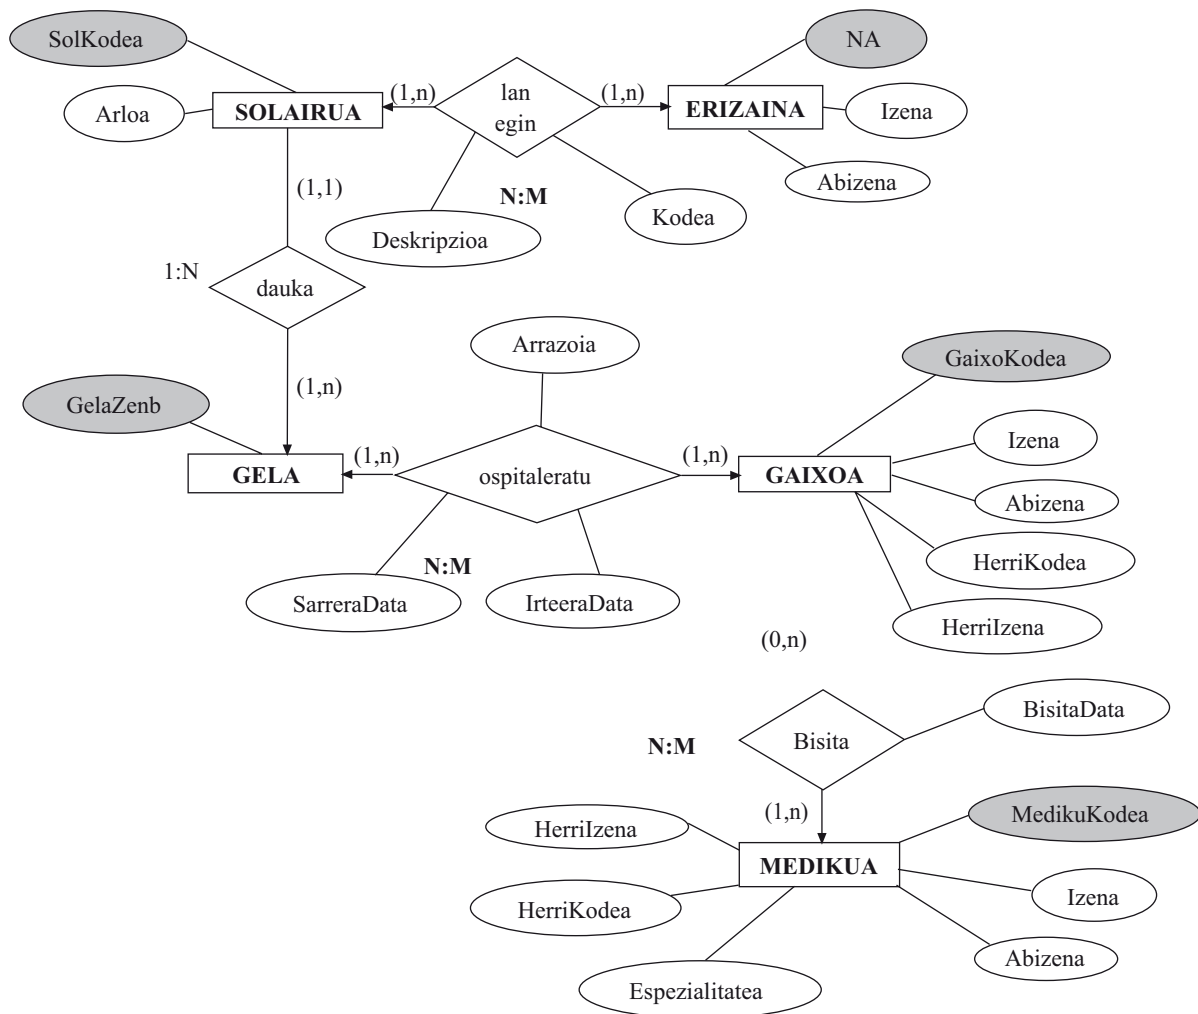 SolKodea
NA
(1,n)
lan
egin
(1,n)
Arloa
SOLAIRUA
ERIZAINA
Izena
Abizena
(1,1)
N:M
Kodea
Deskripzioa
1:N
dauka
Arrazoia
GaixoKodea
(1,n)
GelaZenb
Izena
(1,n)
(1,n)
GELA
ospitaleratu
GAIXOA
Abizena
HerriKodea
N:M
SarreraData
IrteeraData
HerriIzena
(0,n)
BisitaData
N:M
Bisita
(1,n)
MedikuKodea
HerriIzena
MEDIKUA
Izena
HerriKodea
Abizena
Espezialitatea